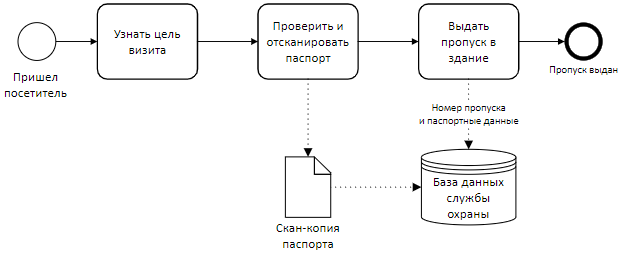 Пришел
посетитель
Узнать цель
визита
Проверить и
отсканировать
паспорт
Выдать
пропуск в
здание
Пропуск выдан
Номер пропуска
и паспортные данные
Скан-копия
паспорта
База данных
службы
охраны